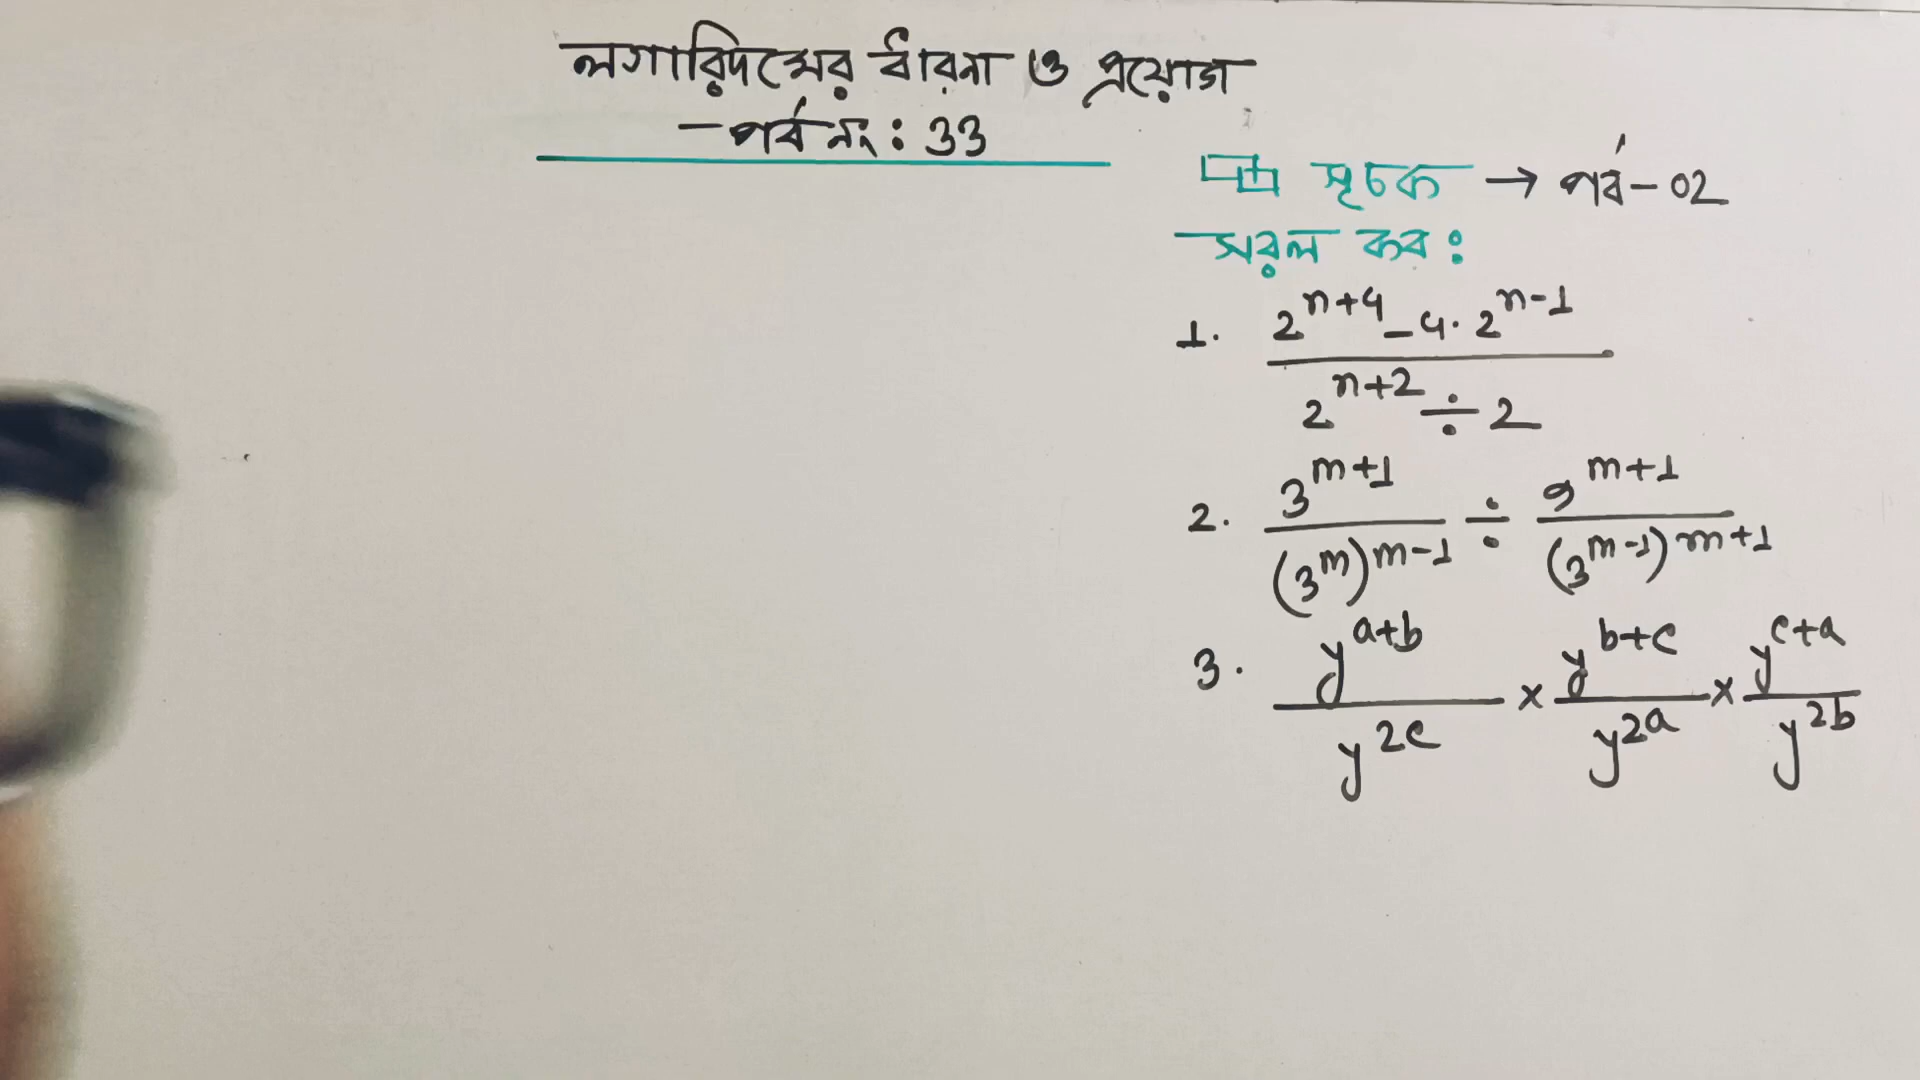 লগারিদমের ধারনা ও প্রয়োগ
পর্ব নং : 33
সূচক → পর্ব - 02
সরল কর :
1. (2^(n+4) - 4 · 2^(n-1)) / (2^(n+2) ÷ 2)
2. 3^(m+1) / (3^m)^(m-1) ÷ 9^(m+1) / (3^(m-1))^(m+1)
3. y^(a+b) / y^(2c) × y^(b+c) / y^(2a) × y^(c+a) / y^(2b)